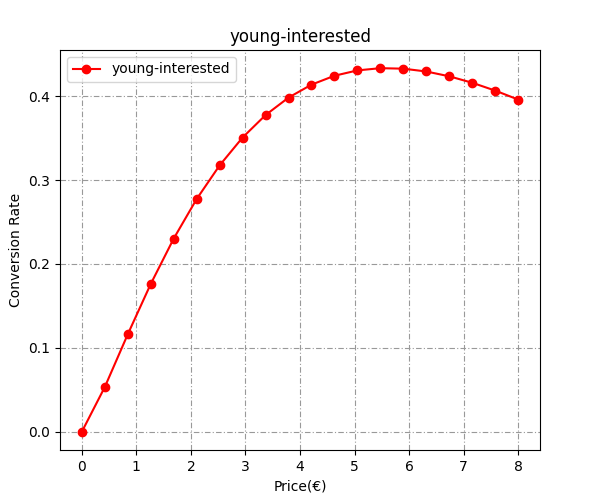 young-interested
young-interested
0.4
0.3
0.2
0.1
0.0
Conversion Rate
0 1 2 3 4 5 6 7 8
Price(€)